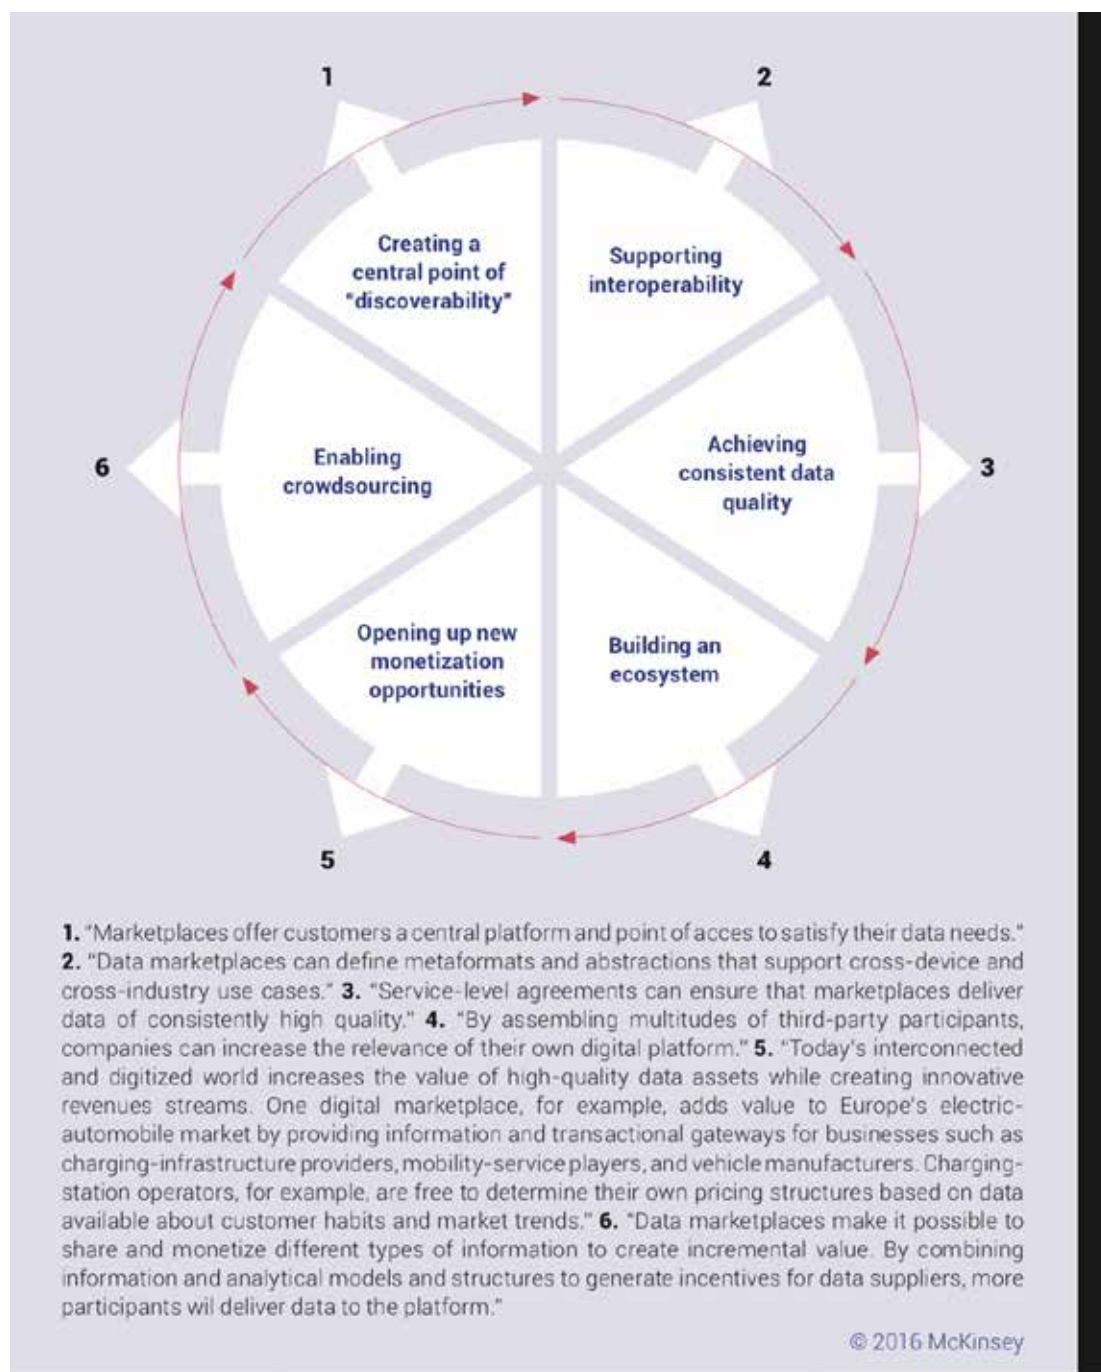 1
2
Creating a
central point of
"discoverability"
Supporting
interoperability
Achieving
consistent data
quality
3
Building an
ecosystem
4
Opening up new
monetization
opportunities
5
Enabling
crowdsourcing
6
1. "Marketplaces offer customers a central platform and point of acces to satisfy their data needs."
2. "Data marketplaces can define metaformats and abstractions that support cross-device and
cross-industry use cases." 3. "Service-level agreements can ensure that marketplaces deliver
data of consistently high quality." 4. "By assembling multitudes of third-party participants,
companies can increase the relevance of their own digital platform." 5. "Today's interconnected
and digitized world increases the value of high-quality data assets while creating innovative
revenues streams. One digital marketplace, for example, adds value to Europe's electric-
automobile market by providing information and transactional gateways for businesses such as
charging-infrastructure providers, mobility-service players, and vehicle manufacturers. Charging-
station operators, for example, are free to determine their own pricing structures based on data
available about customer habits and market trends." 6. "Data marketplaces make it possible to
share and monetize different types of information to create incremental value. By combining
information and analytical models and structures to generate incentives for data suppliers, more
participants wil deliver data to the platform."
© 2016 McKinsey